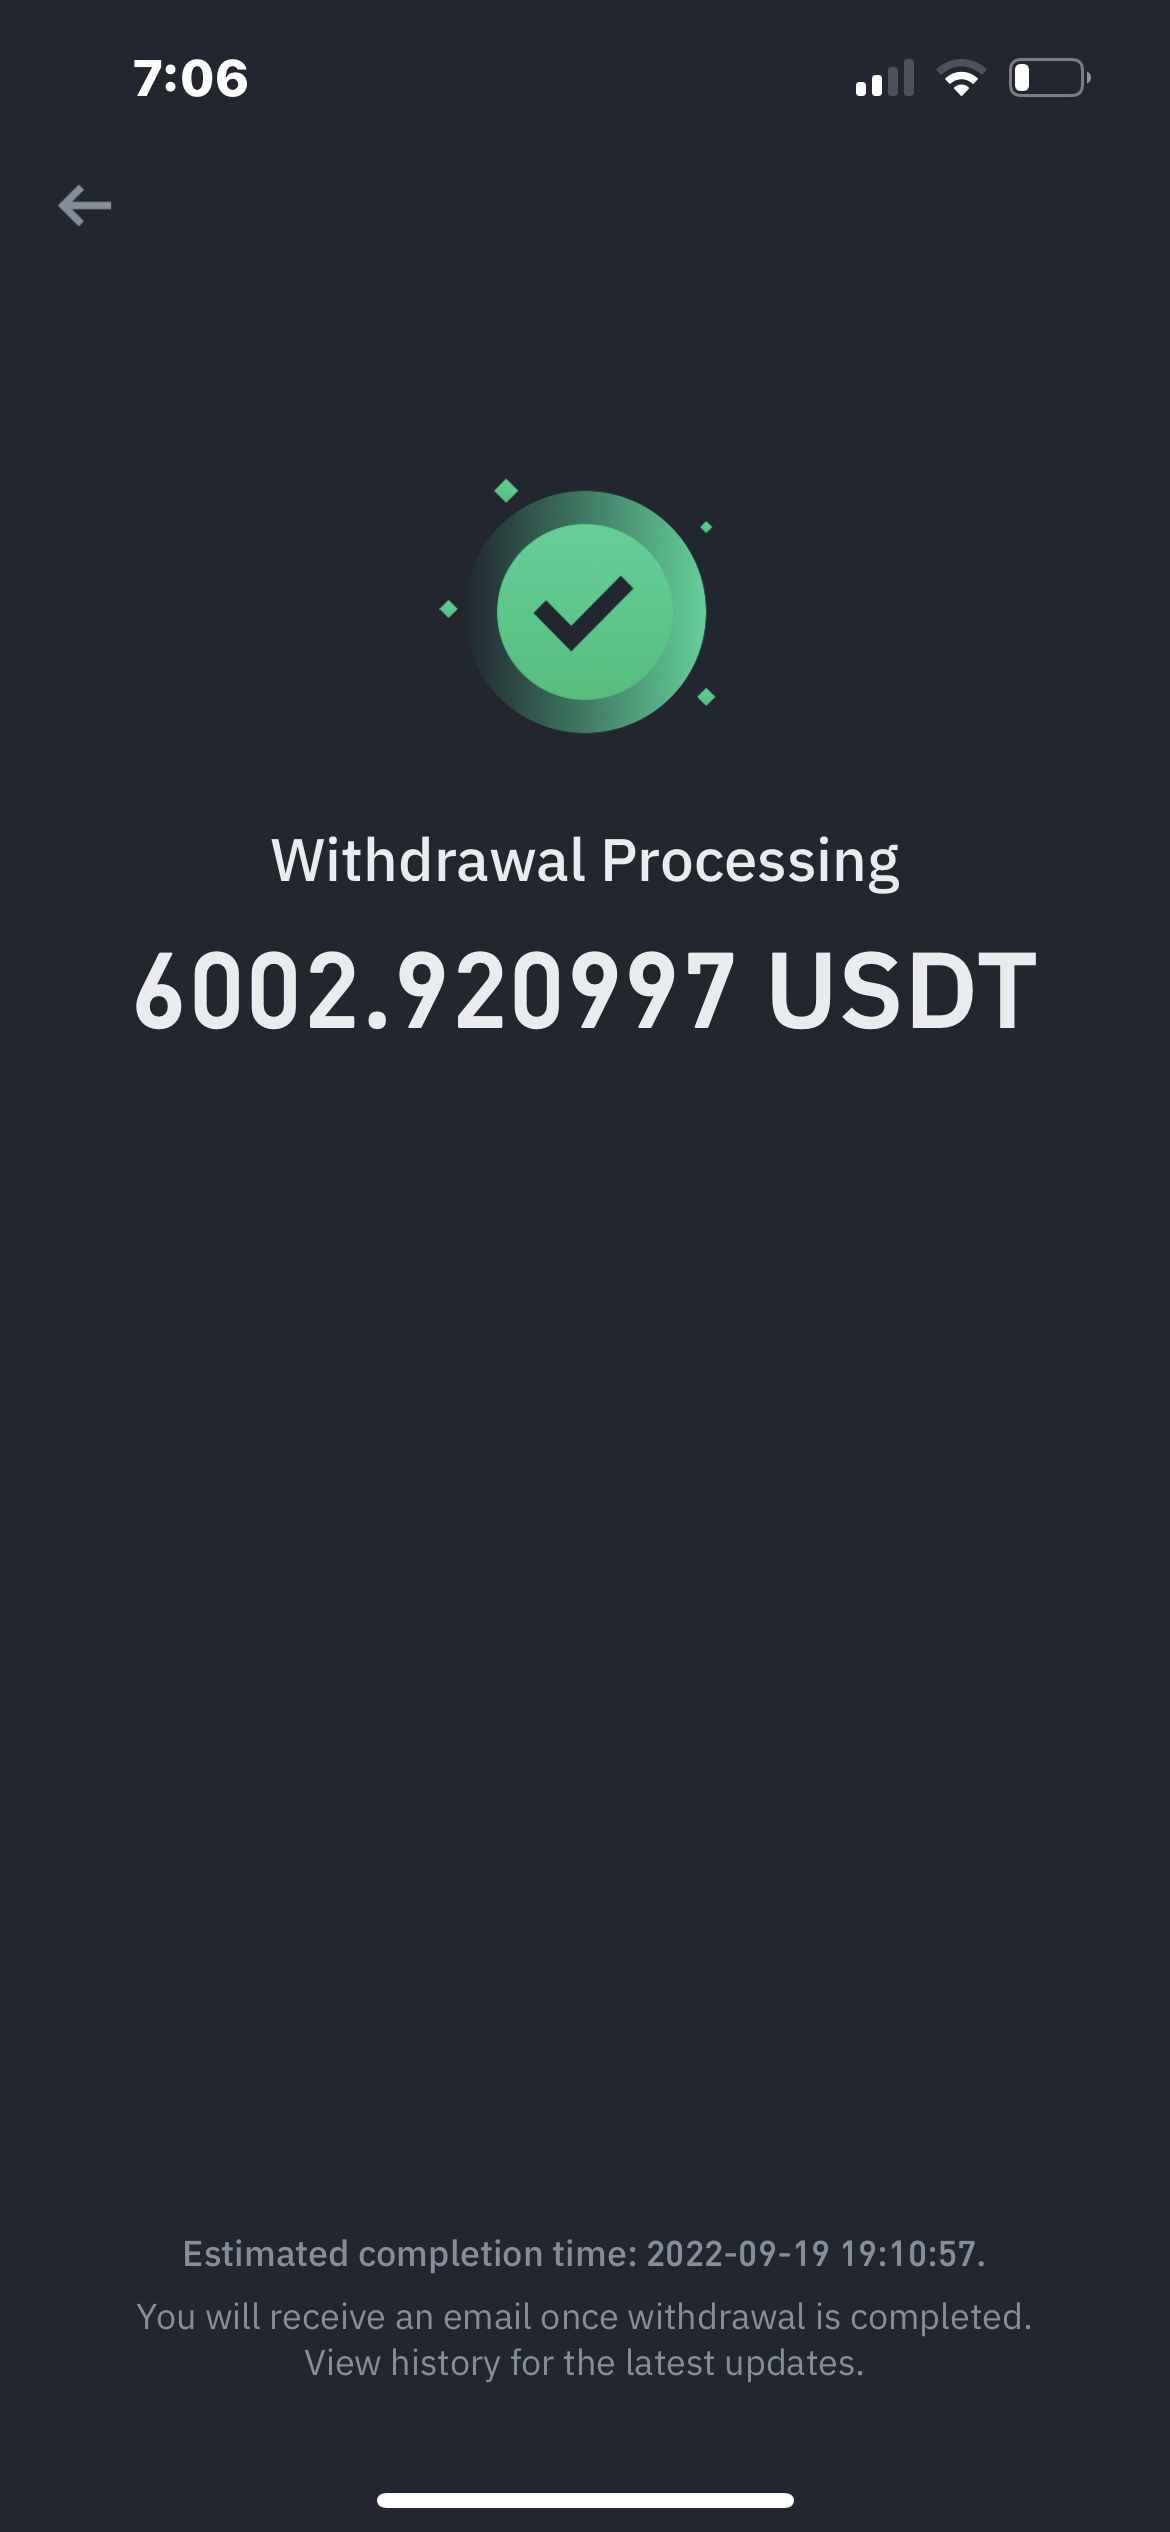 7:06
Withdrawal Processing
6002.920997 USDT
Estimated completion time: 2022-09-19 19:10:57.
You will receive an email once withdrawal is completed.
View history for the latest updates.